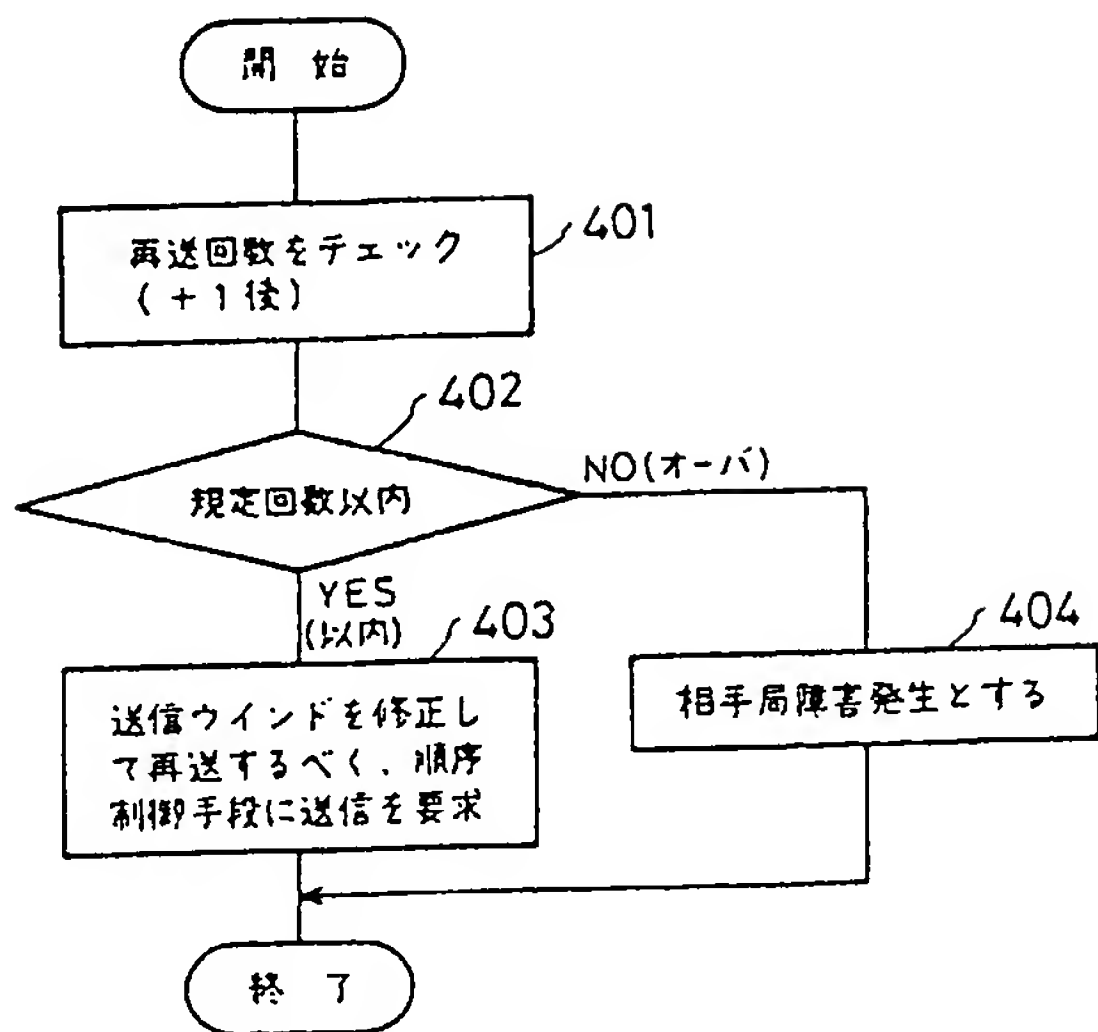 開 始
再送回数をチェック
(+1後)
401
402
規定回数以内
NO(オーバ)
YES
(以内)
403
送信ウインドを修正し
て再送するべく、順序
制御手段に送信を要求
404
相手局障害発生とする
終 了